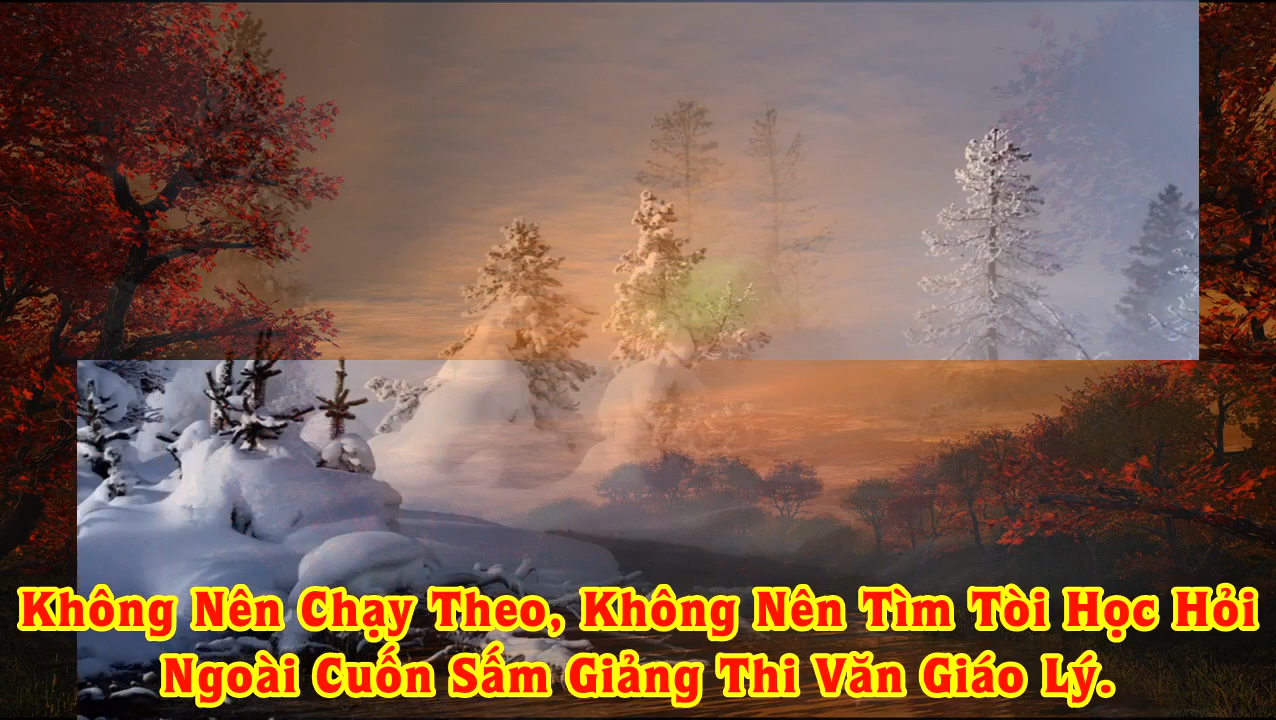 Không Nên Chạy Theo, Không Nên Tìm Tòi Học Hỏi
Ngoài Cuốn Sấm Giảng Thi Văn Giáo Lý.